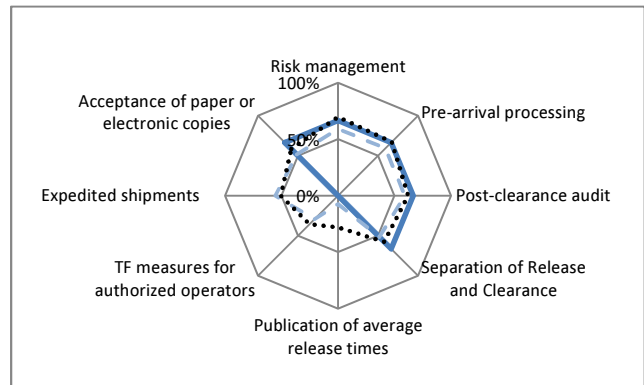 Risk management
100%
Acceptance of paper or
electronic copies
Pre-arrival processing
50%
Expedited shipments
0%
Post-clearance audit
TF measures for
authorized operators
Separation of Release
and Clearance
Publication of average
release times